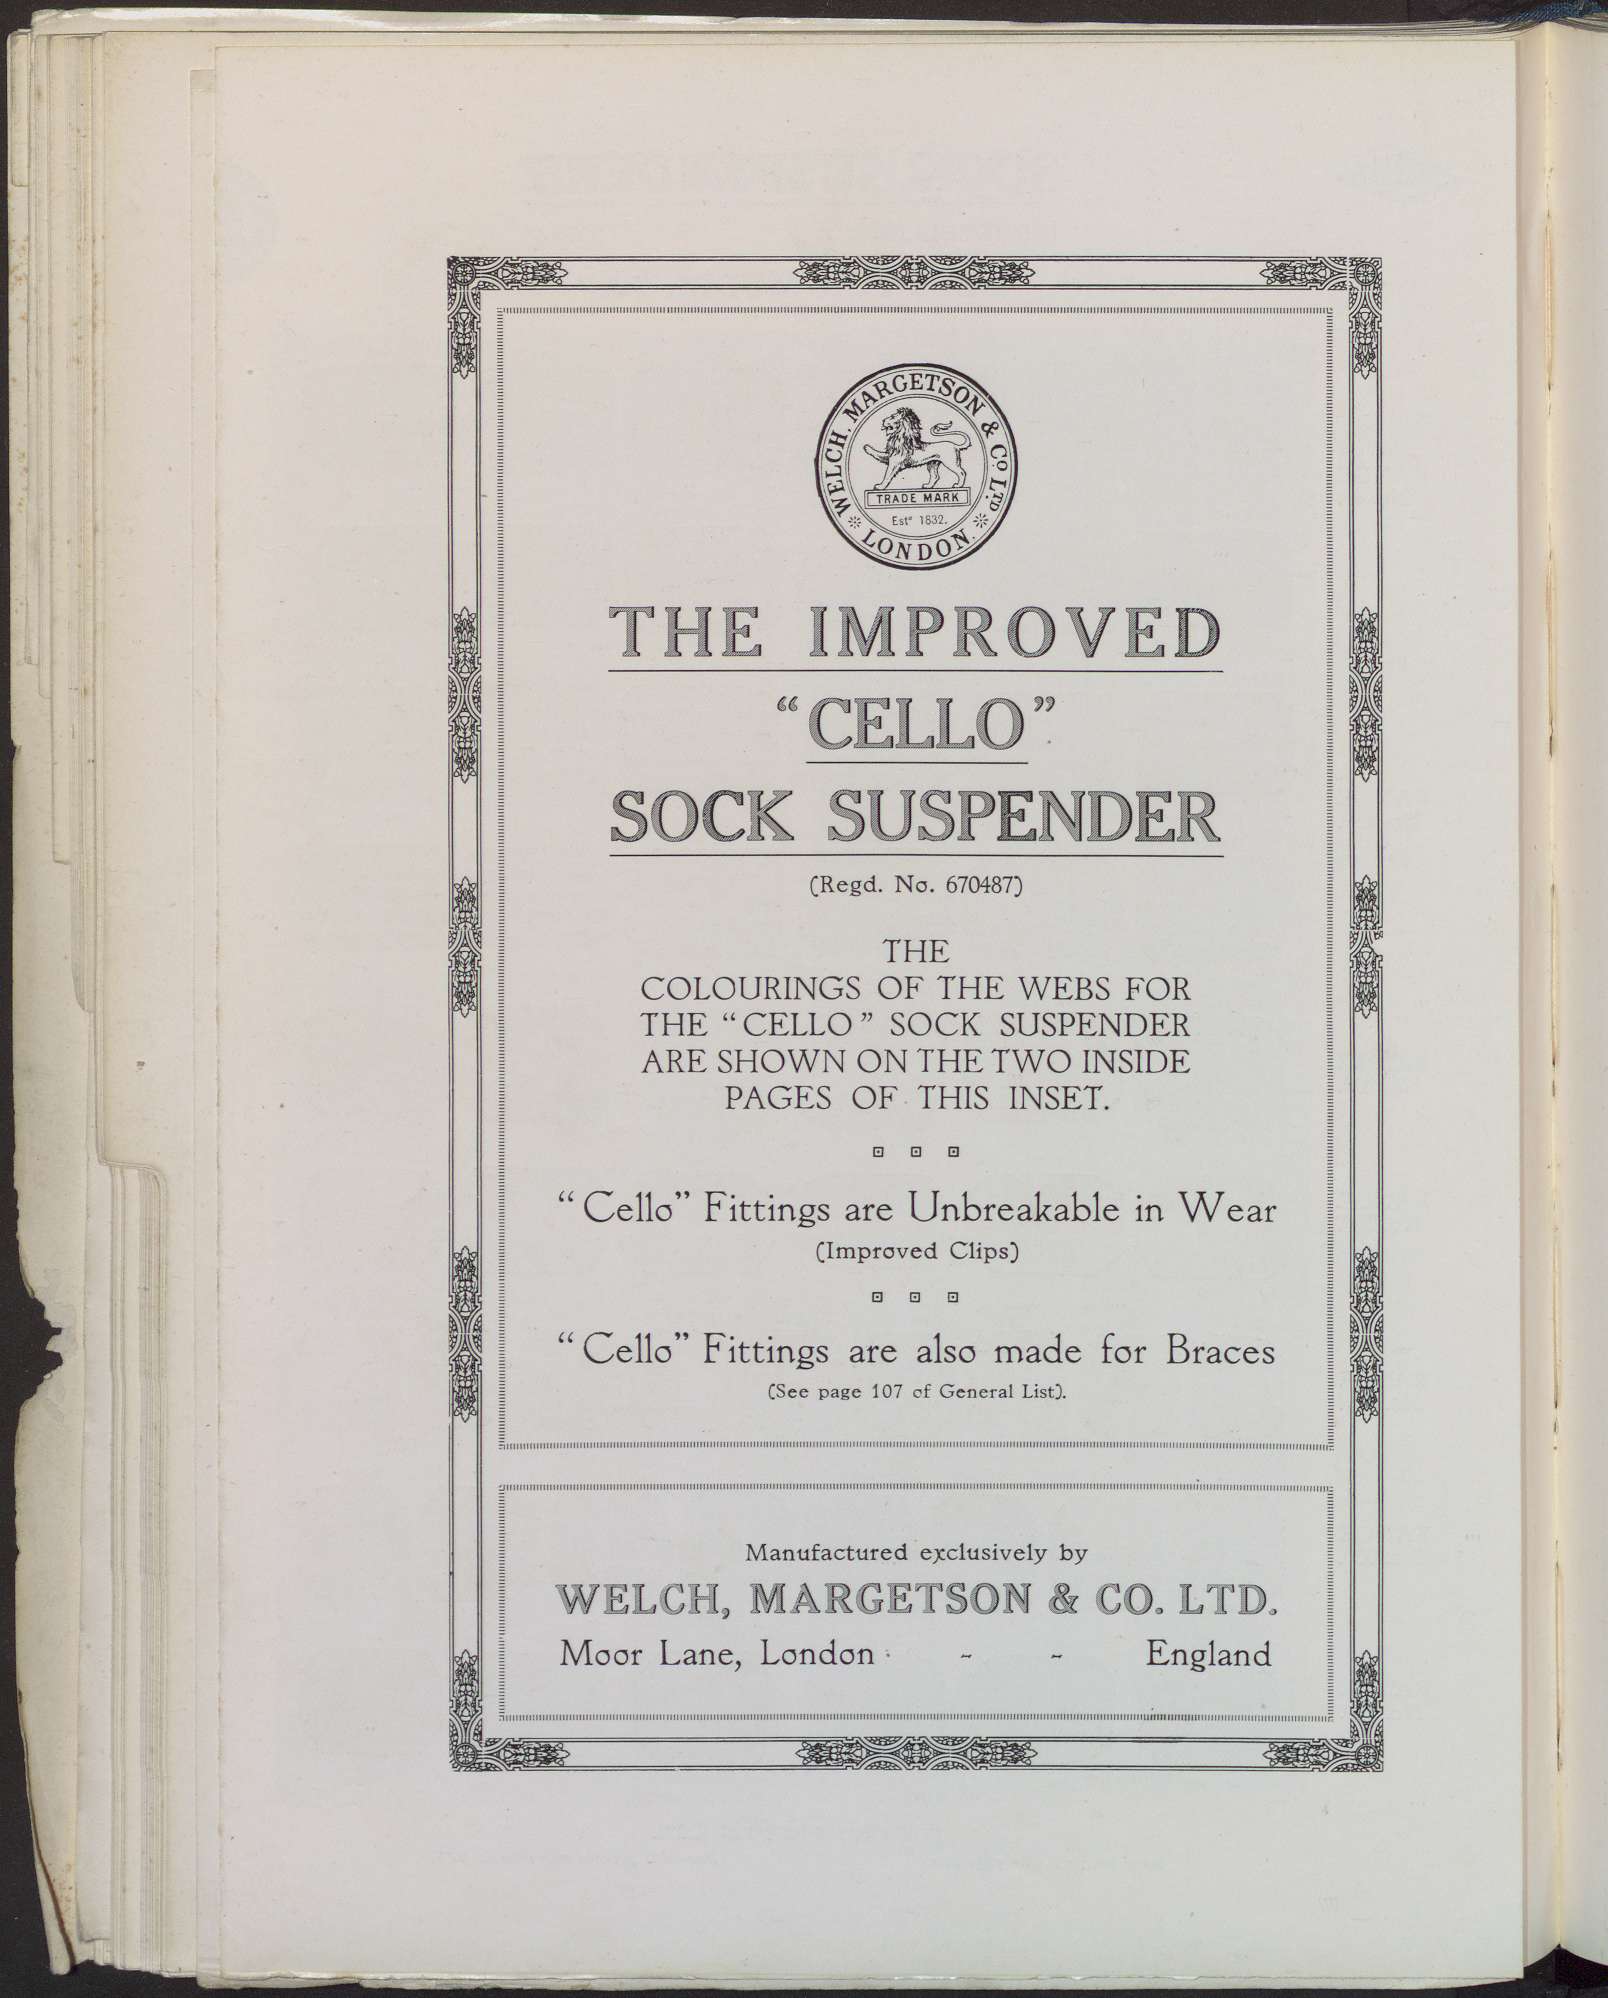 WELCH, MARGETSON & CO. LTD.
TRADE MARK
Estd 1832.
LONDON.
THE IMPROVED
“CELLO”
SOCK SUSPENDER
(Regd. No. 670487)
THE
COLOURINGS OF THE WEBS FOR
THE “CELLO” SOCK SUSPENDER
ARE SHOWN ON THE TWO INSIDE
PAGES OF THIS INSET.
“Cello” Fittings are Unbreakable in Wear
(Improved Clips)
“Cello” Fittings are also made for Braces
(See page 107 of General List).
Manufactured exclusively by
WELCH, MARGETSON & CO. LTD.
Moor Lane, London - - England